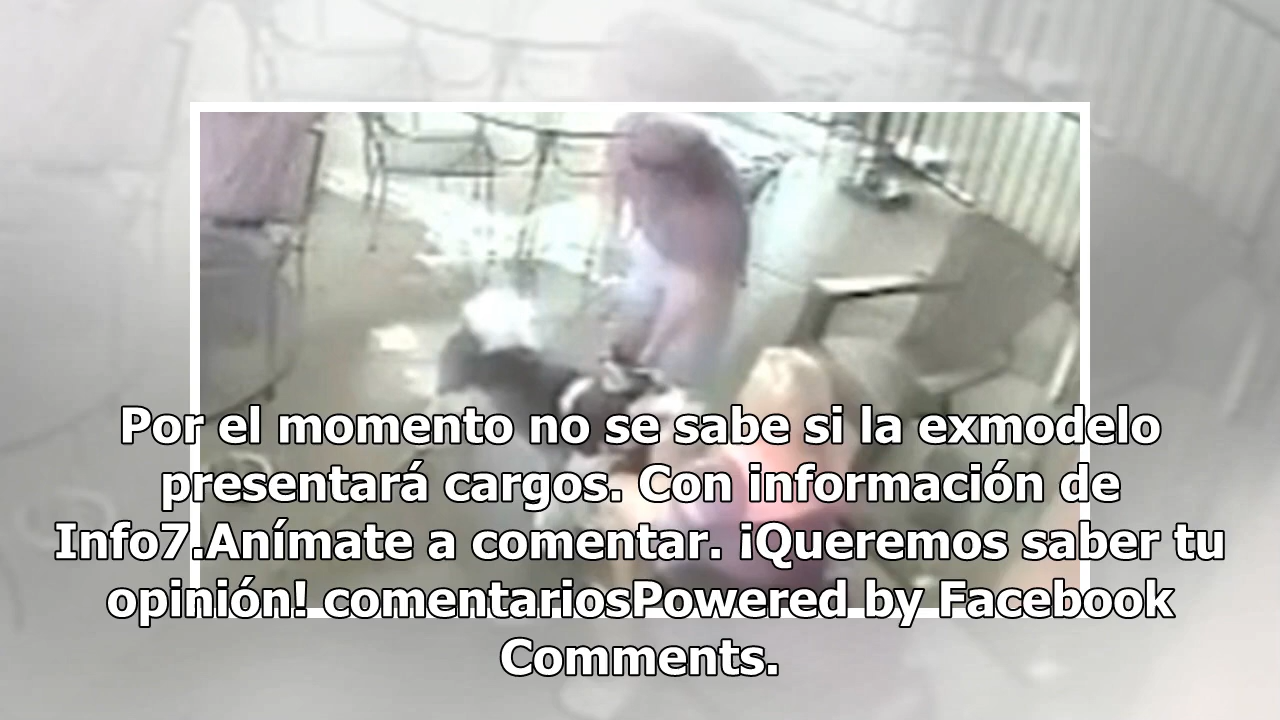 Por el momento no se sabe si la exmodelo
presentará cargos. Con información de
Info7.Anímate a comentar. ¡Queremos saber tu
opinión! comentariosPowered by Facebook
Comments.